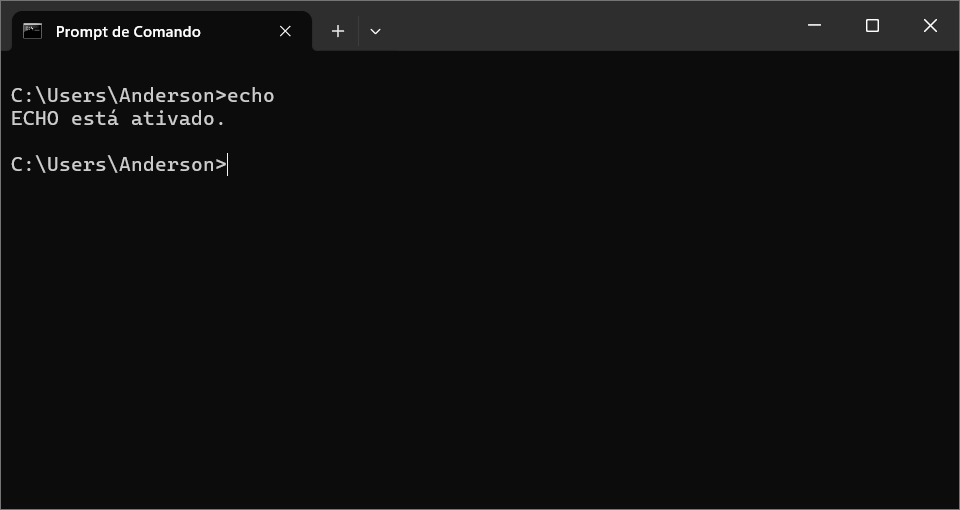 Prompt de Comando
C:\Users\Anderson>echo
ECHO está ativado.
C:\Users\Anderson>